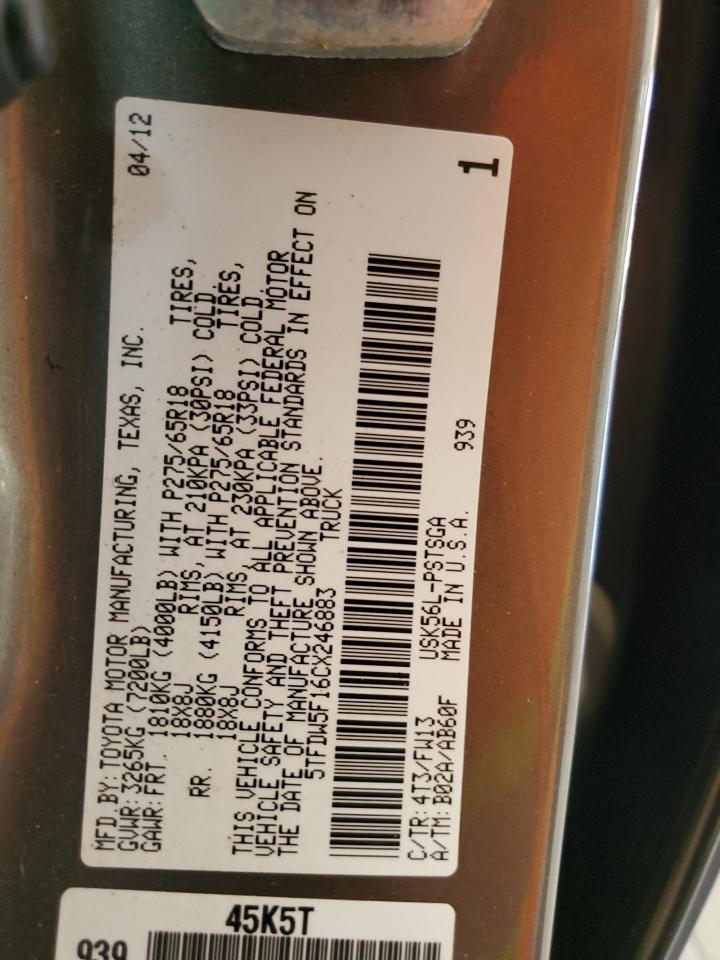 04/12
MFD.BY:TOYOTA MOTOR MANUFACTURING, TEXAS, INC.
GVWR:3265KG (7200LB)
GAWR:FRT. 1810KG (4000LB) WITH P275/65R18 TIRES,
18X8J RIMS, AT 210KPA (30PSI) COLD.
RR. 1880KG (4150LB) WITH P275/65R18 TIRES,
18X8J RIMS, AT 230KPA (33PSI) COLD.
THIS VEHICLE CONFORMS TO ALL APPLICABLE FEDERAL MOTOR
VEHICLE SAFETY AND THEFT PREVENTION STANDARDS IN EFFECT ON
THE DATE OF MANUFACTURE SHOWN ABOVE.
5TFDW5F16CX246883 TRUCK
C/TR:4T3/FW13 USK56L-PSTSGA
A/TM:B02A/AB60F MADE IN U.S.A. 939
1
45K5T
939